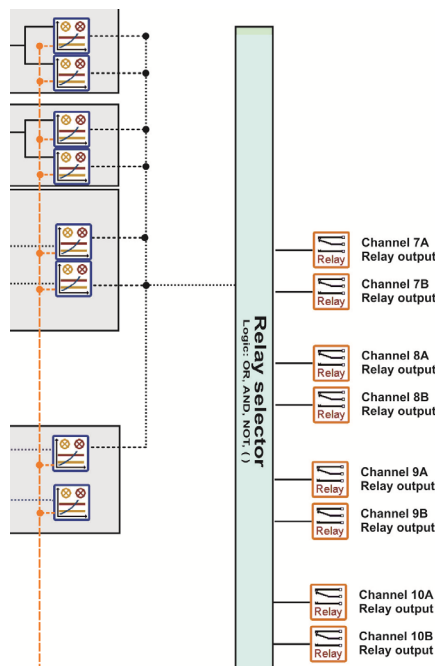 Relay selector
Logic: OR, AND, NOT, ( )
Relay
Channel 7A
Relay output
Relay
Channel 7B
Relay output
Relay
Channel 8A
Relay output
Relay
Channel 8B
Relay output
Relay
Channel 9A
Relay output
Relay
Channel 9B
Relay output
Relay
Channel 10A
Relay output
Relay
Channel 10B
Relay output